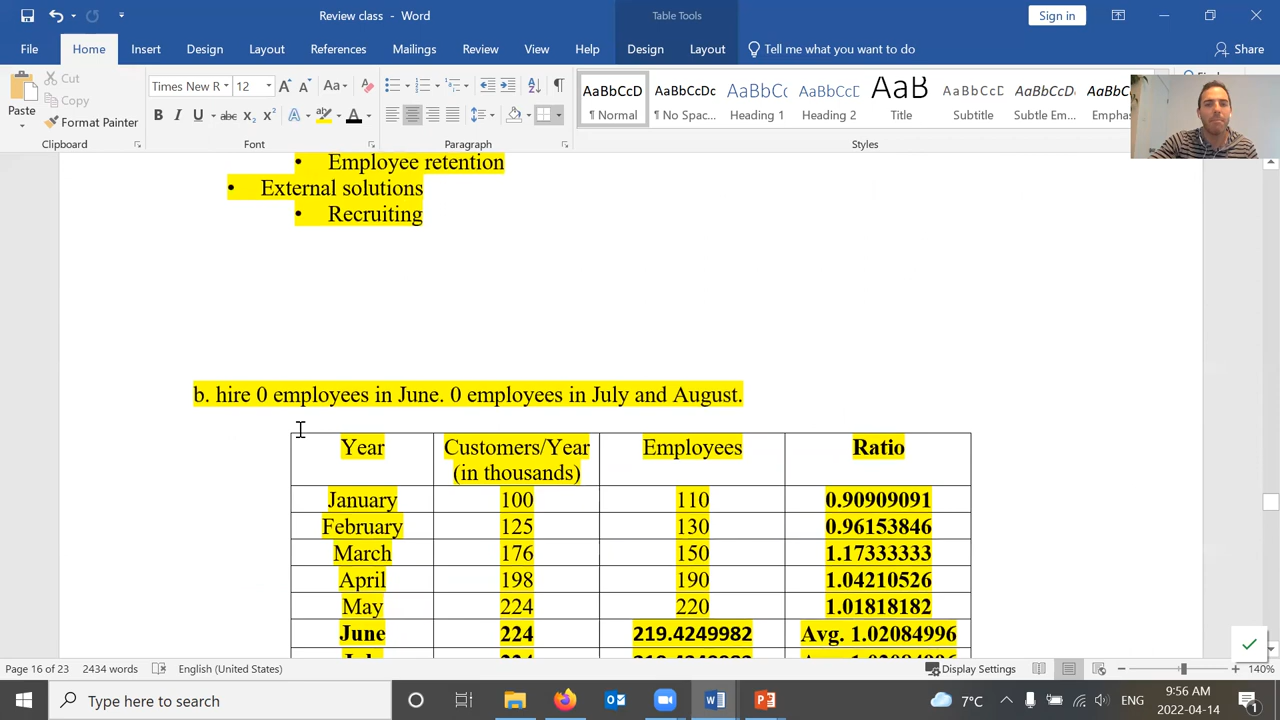 Review class - Word
Table Tools
Sign in
File Home Insert Design Layout References Mailings Review View Help Design Layout Tell me what you want to do Share
Paste
Cut
Copy
Format Painter
Clipboard
Times New R 12
Aa
B I U abc A A
Font
Paragraph
AaBbCcD AaBbCcDc AaBbCc AaBbCcD AaB AaBbCcD AaBbCcD
¶ Normal ¶ No Spac... Heading 1 Heading 2 Title Subtitle Subtle Em...
Styles
• Employee retention
• External solutions
• Recruiting
b. hire 0 employees in June. 0 employees in July and August.
Year Customers/Year (in thousands) Employees Ratio
January 100 110 0.90909091
February 125 130 0.96153846
March 176 150 1.17333333
April 198 190 1.04210526
May 224 220 1.01818182
June 224 219.4249982 Avg. 1.02084996
Page 16 of 23 2434 words English (United States) Display Settings 140%
Type here to search
7°C ENG
9:56 AM
2022-04-14